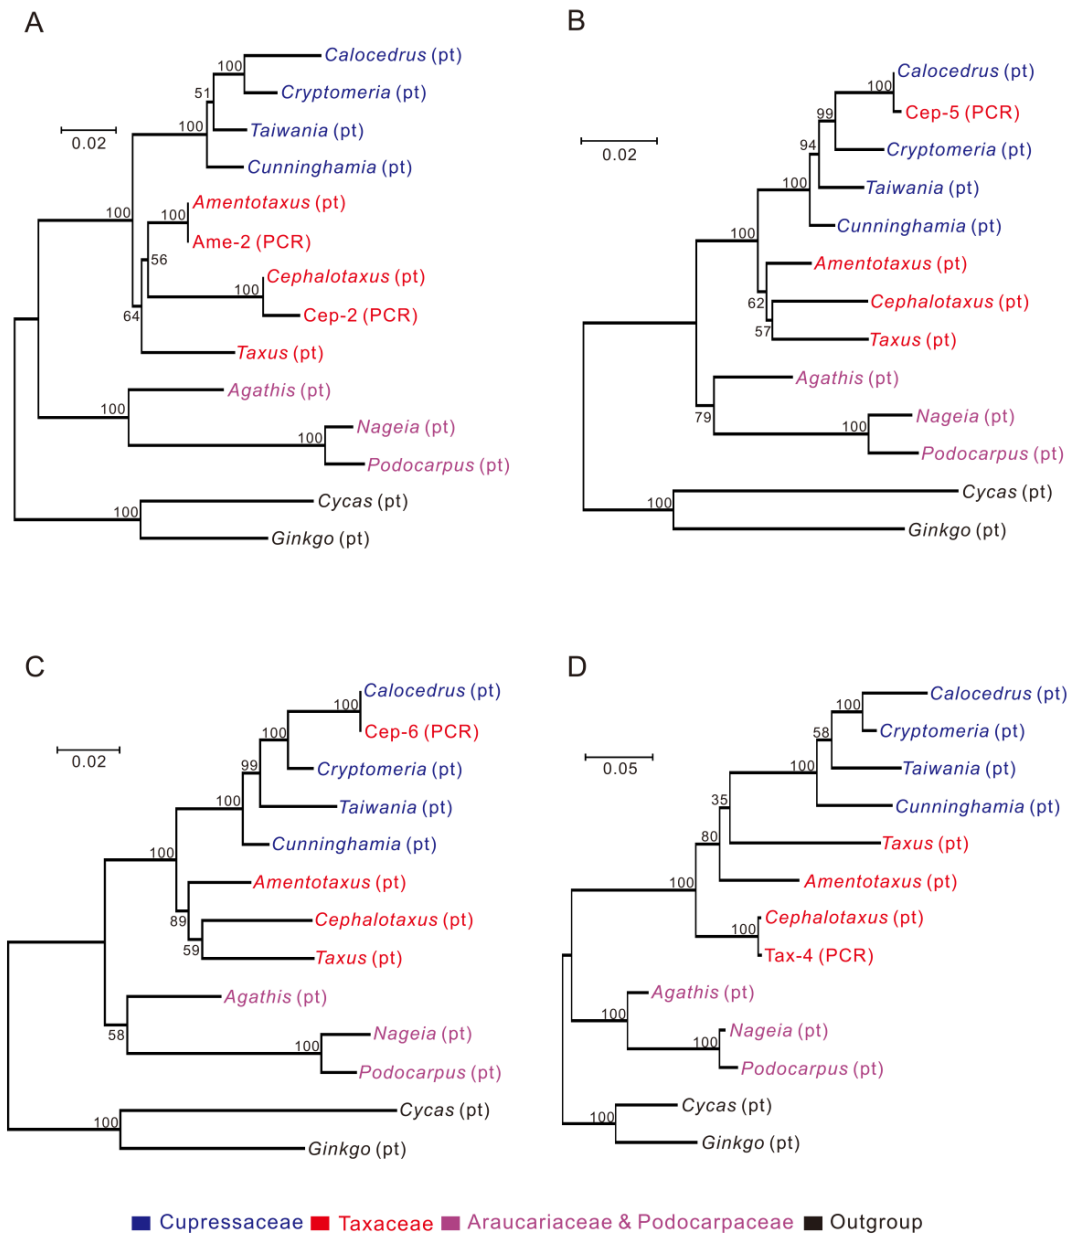 A
Calocedrus (pt)
100
Cryptomeria (pt)
51
Taiwania (pt)
100
Cunninghamia (pt)
0.02
Amentotaxus (pt)
100
100
Ame-2 (PCR)
56
Cephalotaxus (pt)
100
Cep-2 (PCR)
64
Taxus (pt)
Agathis (pt)
100
Nageia (pt)
100
Podocarpus (pt)
Cycas (pt)
100
Ginkgo (pt)
B
Calocedrus (pt)
100
Cep-5 (PCR)
99
Cryptomeria (pt)
94
0.02
Taiwania (pt)
100
Cunninghamia (pt)
100
Amentotaxus (pt)
62
Cephalotaxus (pt)
57
Taxus (pt)
Agathis (pt)
79
Nageia (pt)
100
Podocarpus (pt)
Cycas (pt)
100
Ginkgo (pt)
C
Calocedrus (pt)
100
Cep-6 (PCR)
100
0.02
Cryptomeria (pt)
99
Taiwania (pt)
100
Cunninghamia (pt)
100
Amentotaxus (pt)
89
Cephalotaxus (pt)
59
Taxus (pt)
Agathis (pt)
58
Nageia (pt)
100
Podocarpus (pt)
Cycas (pt)
100
Ginkgo (pt)
D
Calocedrus (pt)
100
Cryptomeria (pt)
58
0.05
Taiwania (pt)
100
Cunninghamia (pt)
35
Taxus (pt)
80
Amentotaxus (pt)
100
Cephalotaxus (pt)
100
Tax-4 (PCR)
Agathis (pt)
100
Nageia (pt)
100
Podocarpus (pt)
Cycas (pt)
100
Ginkgo (pt)
Cupressaceae Taxaceae Araucariaceae & Podocarpaceae Outgroup